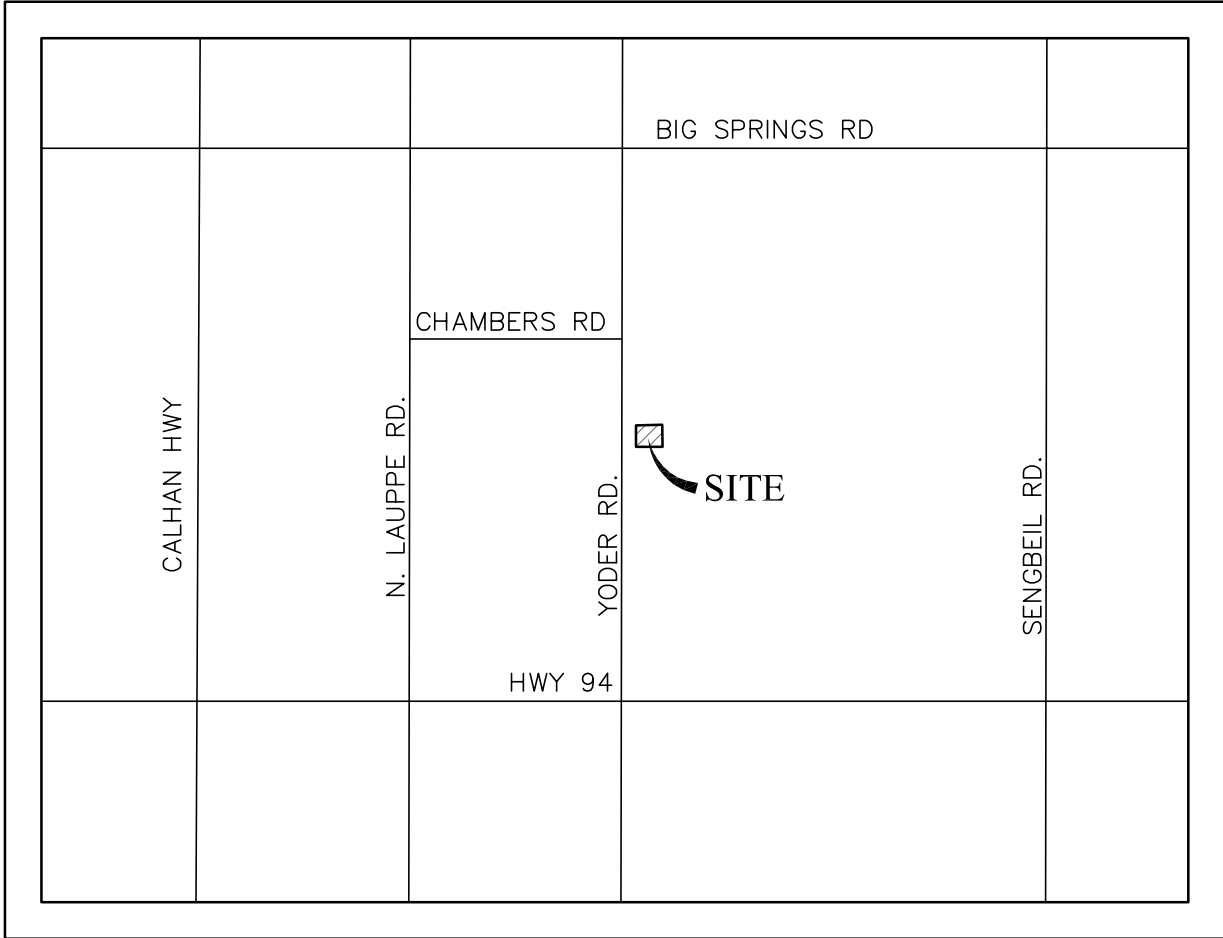 BIG SPRINGS RD
CHAMBERS RD
CALHAN HWY
N. LAUPPE RD.
YODER RD.
SITE
SENGBEIL RD.
HWY 94